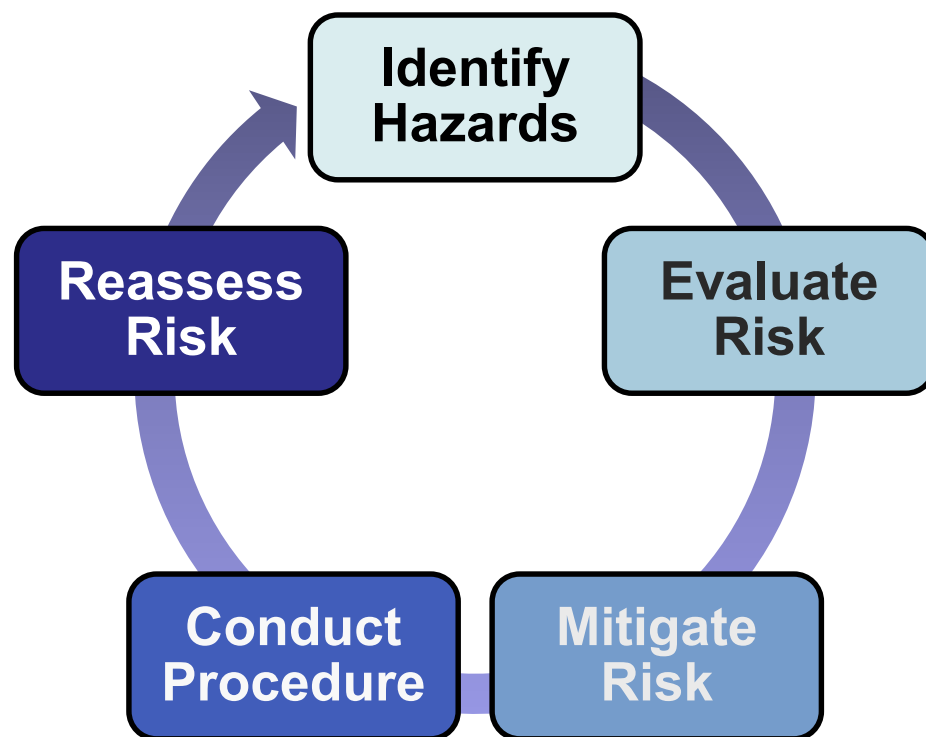 Identify
Hazards
Evaluate
Risk
Mitigate
Risk
Conduct
Procedure
Reassess
Risk